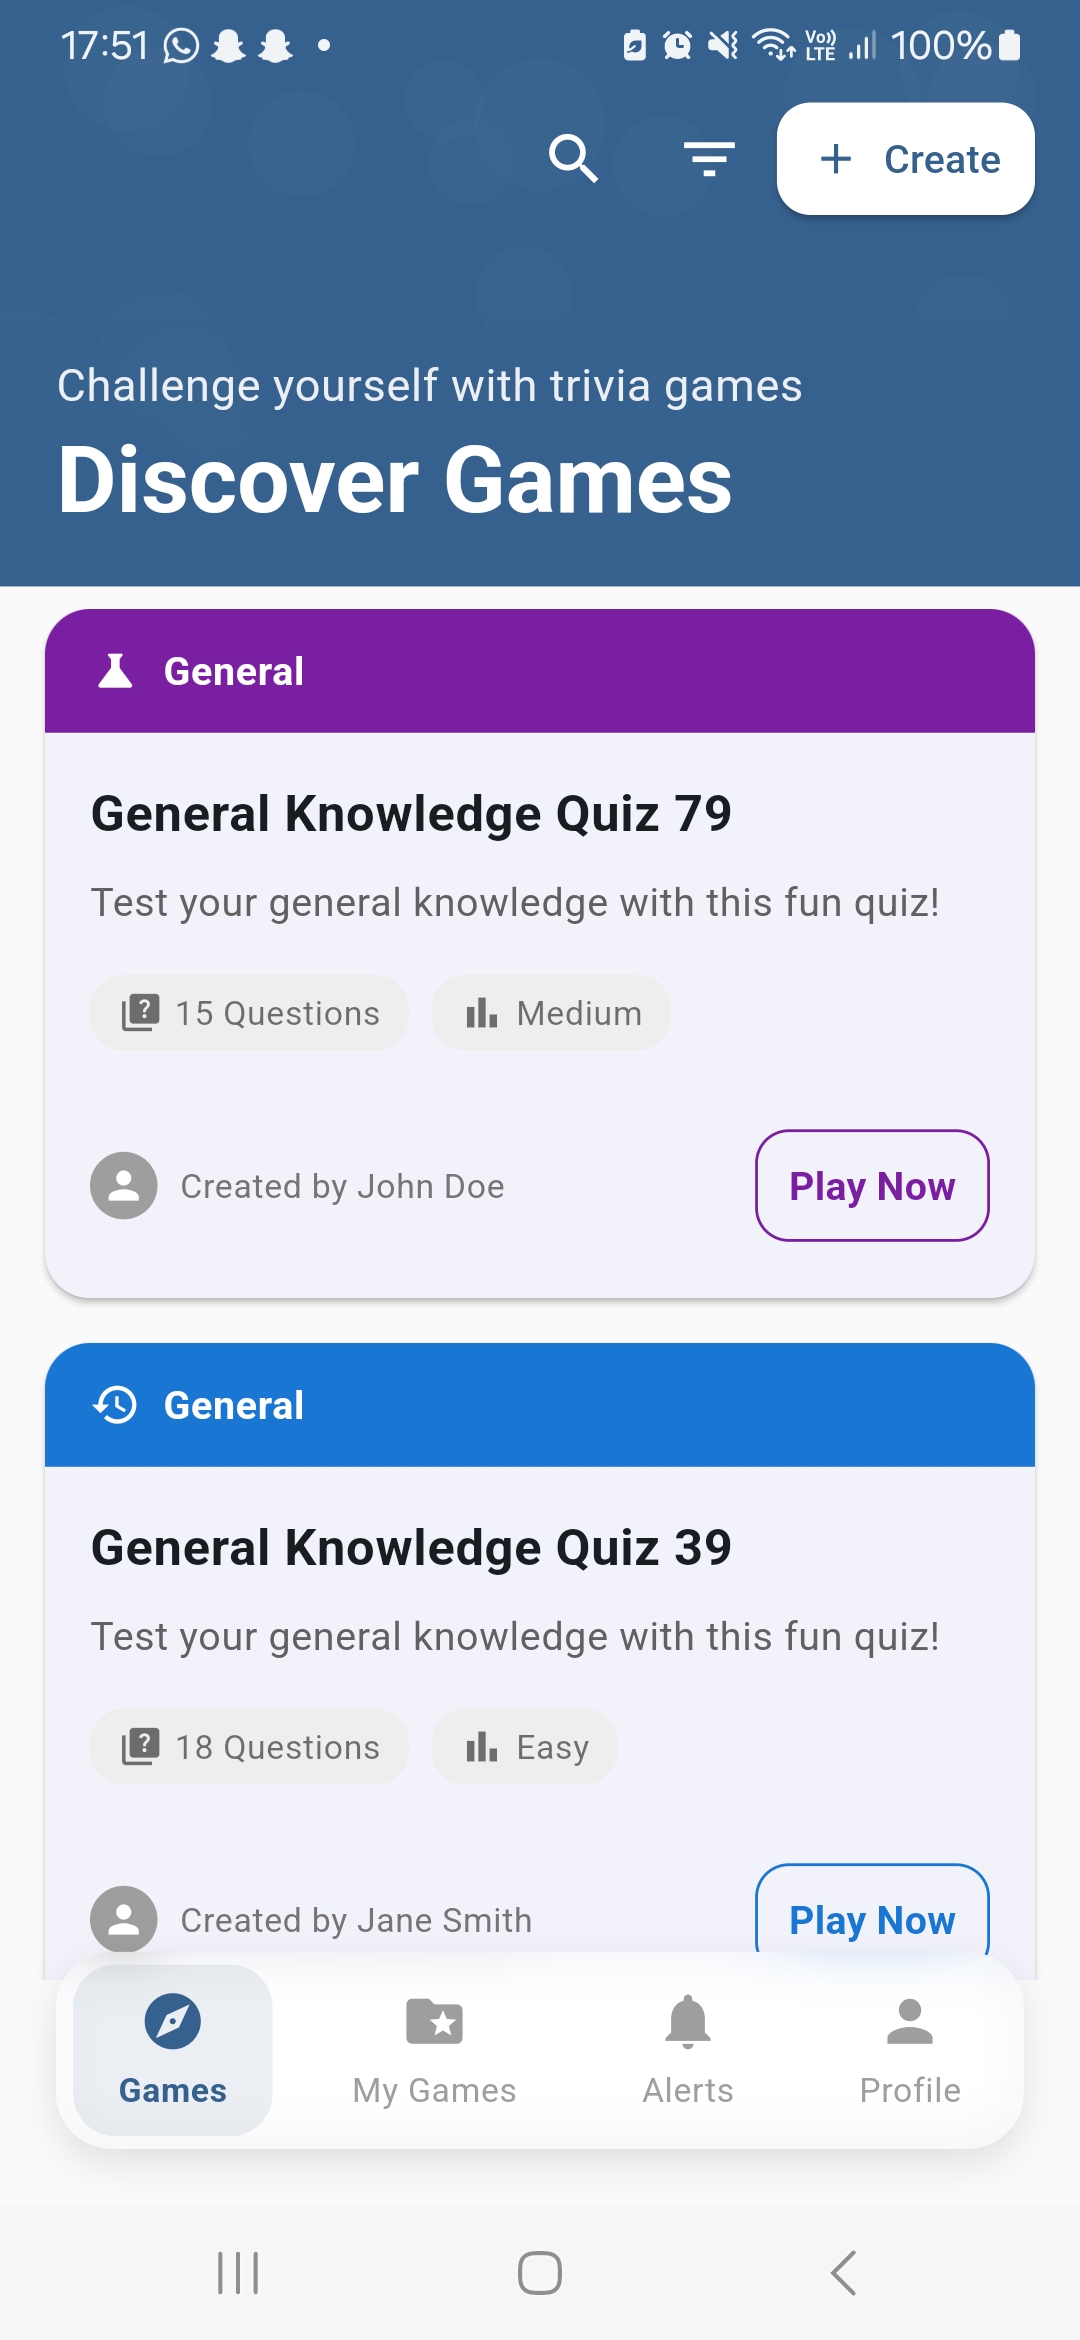 17:51
Vo)) LTE 100%
+ Create
Challenge yourself with trivia games
Discover Games
General
General Knowledge Quiz 79
Test your general knowledge with this fun quiz!
15 Questions Medium
Created by John Doe Play Now
General
General Knowledge Quiz 39
Test your general knowledge with this fun quiz!
18 Questions Easy
Created by Jane Smith Play Now
Games My Games Alerts Profile